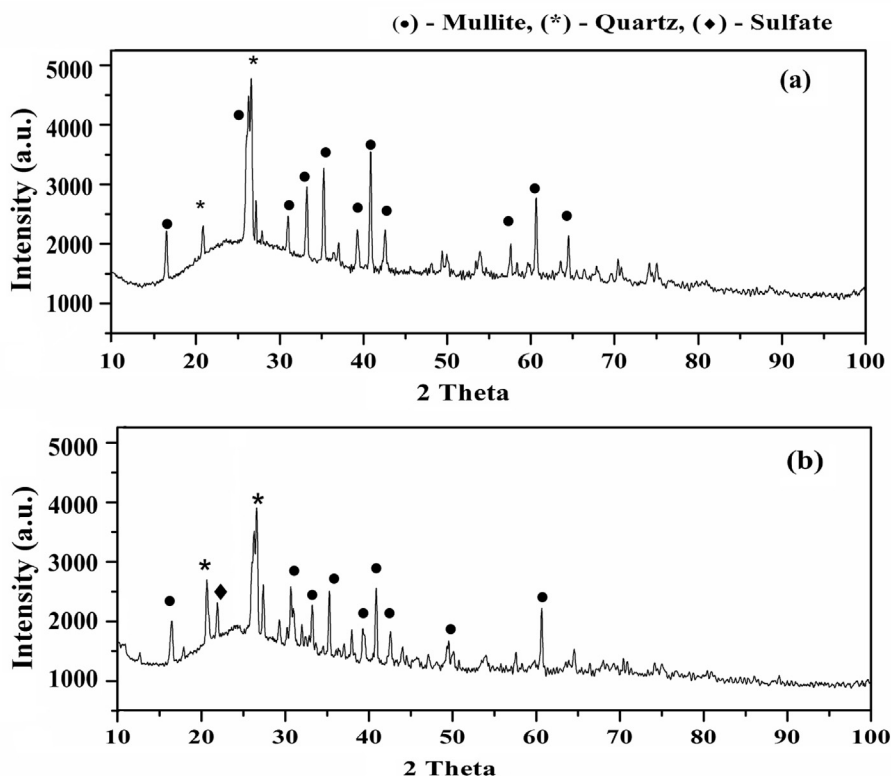 (●) - Mullite, (*) - Quartz, (◆) - Sulfate
(a)
Intensity (a.u.)
5000
4000
3000
2000
1000
10 20 30 40 50 60 70 80 90 100
2 Theta
(b)
Intensity (a.u.)
5000
4000
3000
2000
1000
10 20 30 40 50 60 70 80 90 100
2 Theta